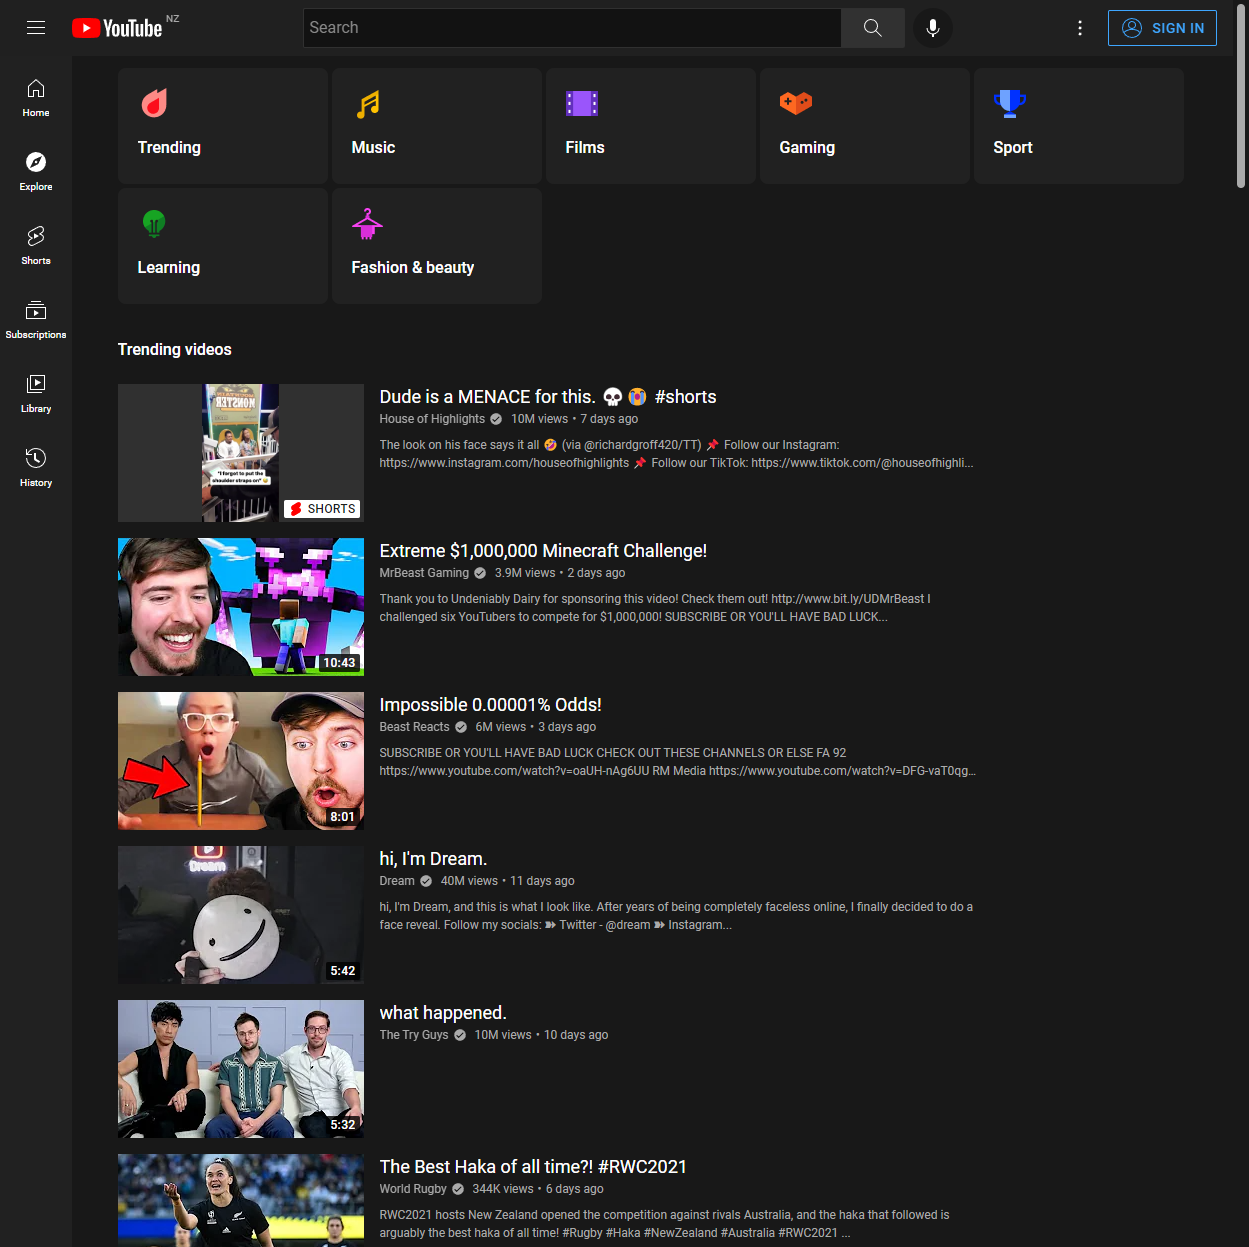 YouTube NZ
Search
SIGN IN
Home
Explore
Shorts
Subscriptions
Library
History
Trending
Music
Films
Gaming
Sport
Learning
Fashion & beauty
Trending videos
MONSTER
"I forgot to put the
shoulder straps on" 😅
SHORTS
Dude is a MENACE for this. 💀 😭 #shorts
House of Highlights 10M views • 7 days ago
The look on his face says it all 🤣 (via @richardgroff420/TT) 📌 Follow our Instagram:
https://www.instagram.com/houseofhighlights 📌 Follow our TikTok: https://www.tiktok.com/@houseofhighli...
10:43
Extreme $1,000,000 Minecraft Challenge!
MrBeast Gaming 3.9M views • 2 days ago
Thank you to Undeniably Dairy for sponsoring this video! Check them out! http://www.bit.ly/UDMrBeast I
challenged six YouTubers to compete for $1,000,000! SUBSCRIBE OR YOU'LL HAVE BAD LUCK...
8:01
Impossible 0.00001% Odds!
Beast Reacts 6M views • 3 days ago
SUBSCRIBE OR YOU'LL HAVE BAD LUCK CHECK OUT THESE CHANNELS OR ELSE FA 92
https://www.youtube.com/watch?v=oaUH-nAg6UU RM Media https://www.youtube.com/watch?v=DFG-vaT0qg...
Dream
5:42
hi, I'm Dream.
Dream 40M views • 11 days ago
hi, I'm Dream, and this is what I look like. After years of being completely faceless online, I finally decided to do a
face reveal. Follow my socials: ➽ Twitter - @dream ➽ Instagram...
5:32
what happened.
The Try Guys 10M views • 10 days ago
The Best Haka of all time?! #RWC2021
World Rugby 344K views • 6 days ago
RWC2021 hosts New Zealand opened the competition against rivals Australia, and the haka that followed is
arguably the best haka of all time! #Rugby #Haka #NewZealand #Australia #RWC2021 ...